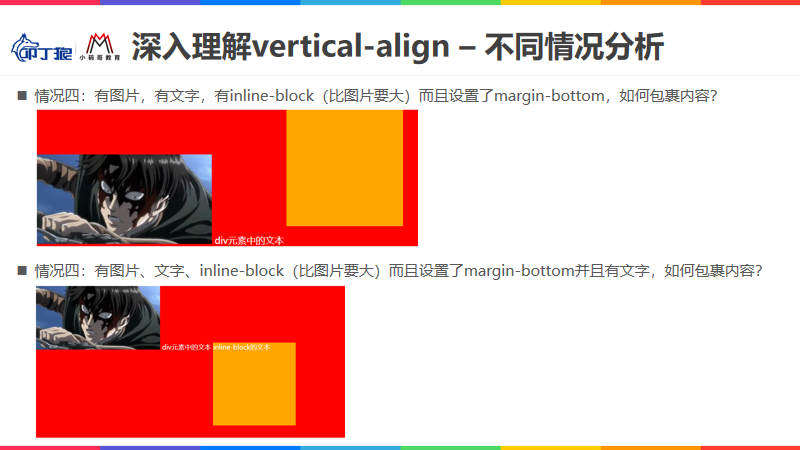 叩丁狼
小码哥教育
深入理解vertical-align – 不同情况分析
情况四：有图片，有文字，有inline-block（比图片要大）而且设置了margin-bottom，如何包裹内容？
div元素中的文本
情况四：有图片、文字、inline-block（比图片要大）而且设置了margin-bottom并且有文字，如何包裹内容？
div元素中的文本 inline-block的文本